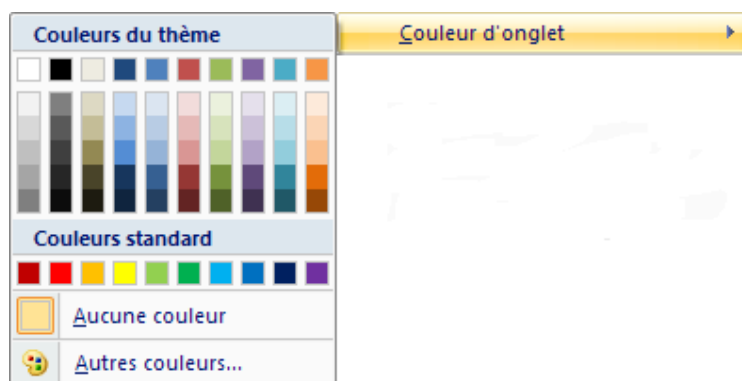 Couleurs du thème
Couleur d'onglet
Couleurs standard
Aucune couleur
Autres couleurs...